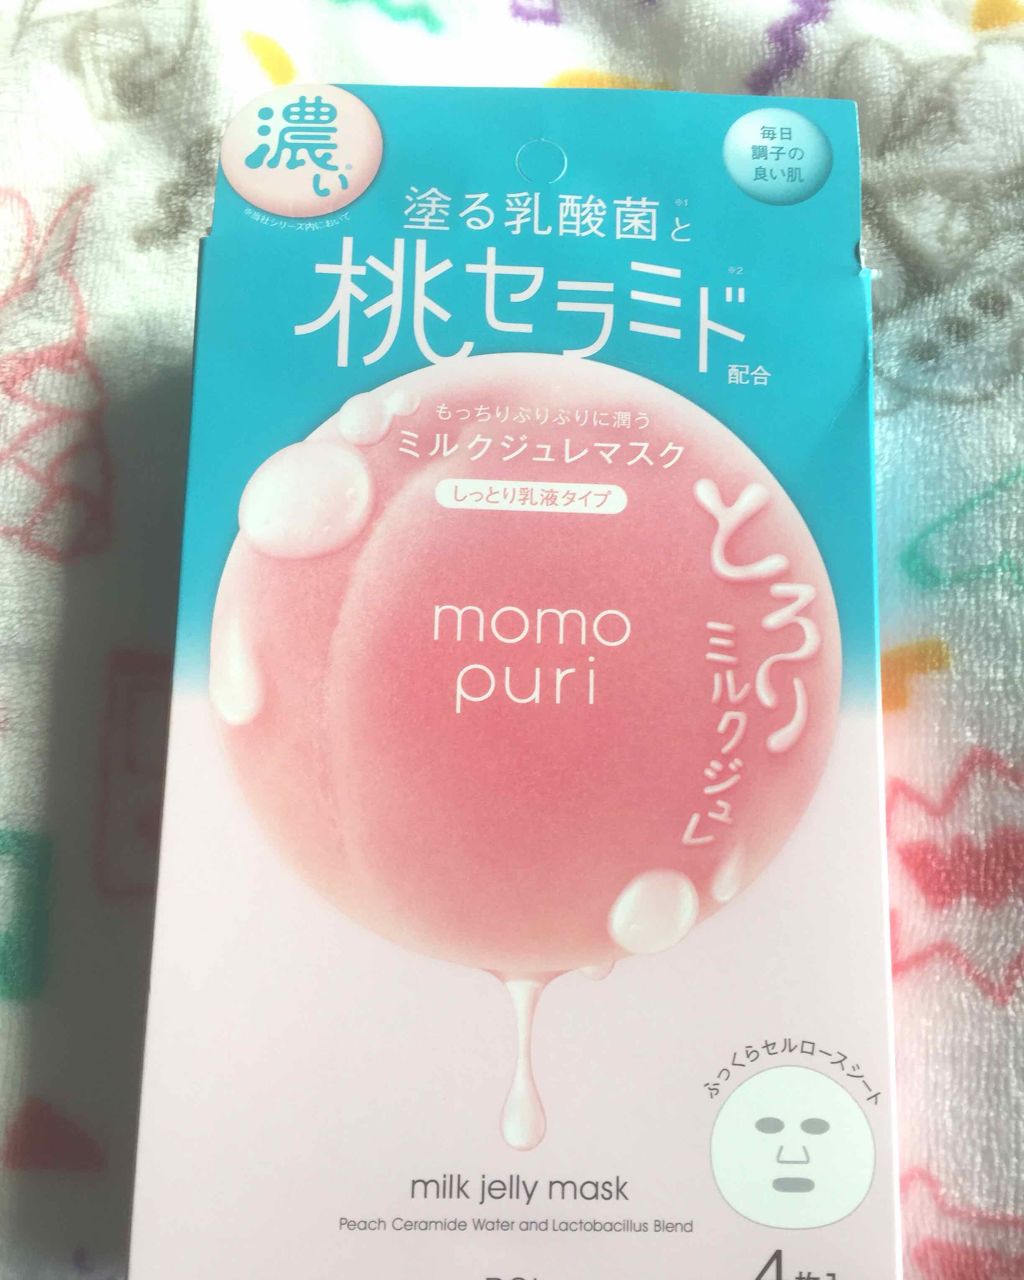 濃い※
※当社シリーズ内において
毎日
調子の
良い肌
塗る乳酸菌※1と
桃セラミド※2
配合
もっちりぷりぷりに潤う
ミルクジュレマスク
しっとり乳液タイプ
とろり
ミルクジュレ
momo
puri
ふっくらセルロースシート
milk jelly mask
Peach Ceramide Water and Lactobacillus Blend
4枚入